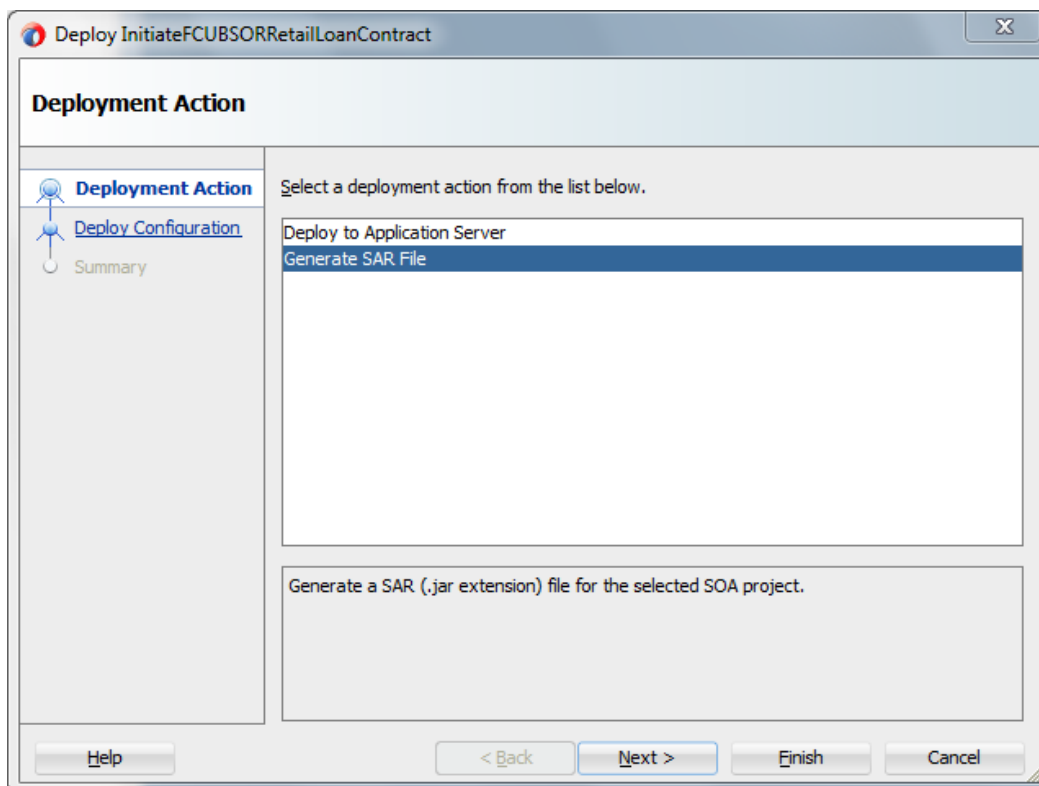 Deploy InitiateFCUBSORRetailLoanContract
Deployment Action
Deployment Action
Deploy Configuration
Summary
Select a deployment action from the list below.
Deploy to Application Server
Generate SAR File
Generate a SAR (.jar extension) file for the selected SOA project.
Help
< Back
Next >
Finish
Cancel